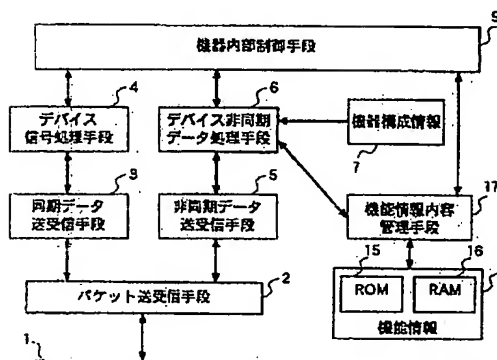 9
機器内部制御手段
4
デバイス
信号処理手段
6
デバイス非同期
データ処理手段
機器構成情報
7
3
同期データ
送受信手段
5
非同期データ
送受信手段
17
機能情報内容
管理手段
2
パケット送受信手段
15
ROM
16
RAM
機能情報
1